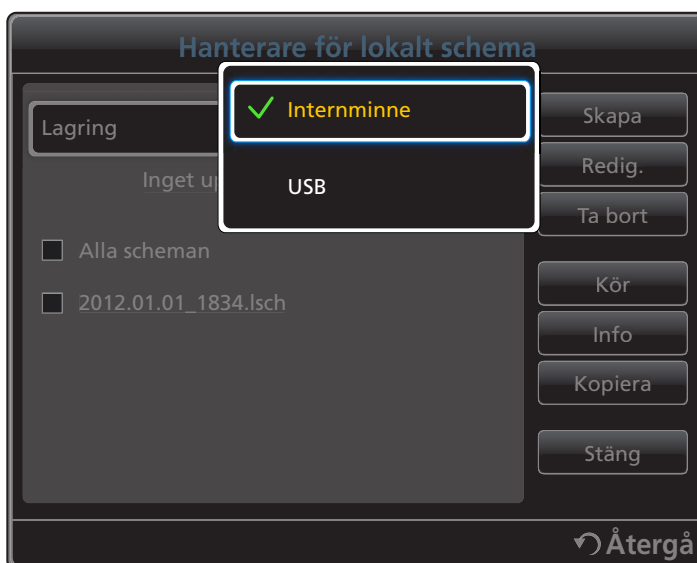 Hanterare för lokalt schema
Lagring
Internminne
USB
Inget
Alla scheman
2012.01.01_1834.lsch
Skapa
Redig.
Ta bort
Kör
Info
Kopiera
Stäng
Återgå